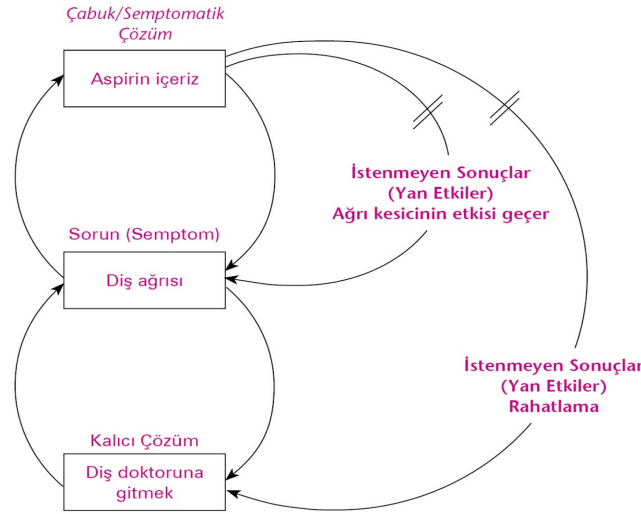 Çabuk/Semptomatik
Çözüm
Aspirin içeriz
İstenmeyen Sonuçlar
(Yan Etkiler)
Ağrı kesicinin etkisi geçer
Sorun (Semptom)
Diş ağrısı
İstenmeyen Sonuçlar
(Yan Etkiler)
Rahatlama
Kalıcı Çözüm
Diş doktoruna
gitmek